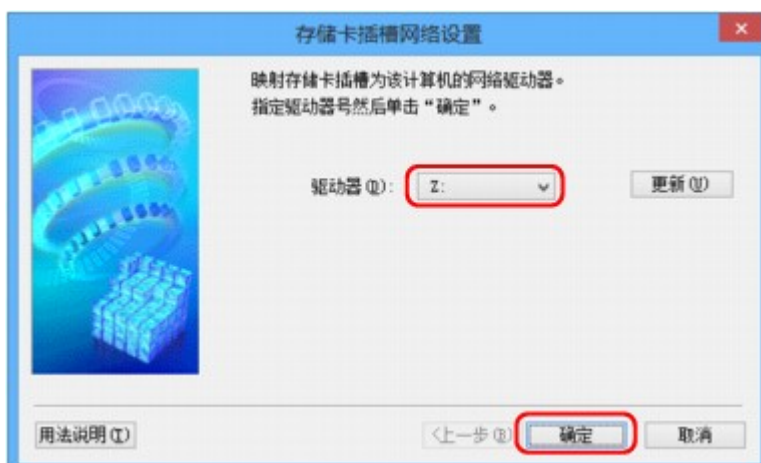 存储卡插槽网络设置
映射存储卡插槽为该计算机的网络驱动器。
指定驱动器号然后单击“确定”。
驱动器(D): Z: 更新(U)
用法说明(I) <上一步(B) 确定 取消